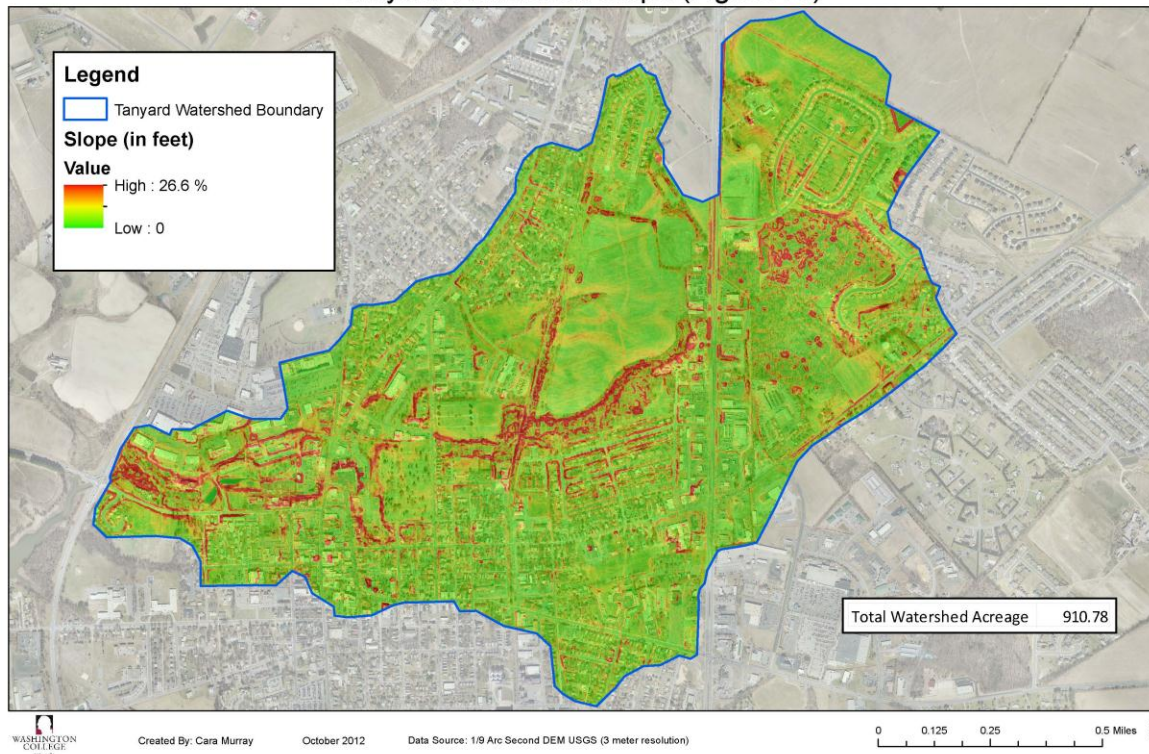 Legend
Tanyard Watershed Boundary
Slope (in feet)
Value
High : 26.6 %
Low : 0
Total Watershed Acreage 910.78
WASHINGTON
COLLEGE
Created By: Cara Murray October 2012 Data Source: 1/9 Arc Second DEM USGS (3 meter resolution)
0 0.125 0.25 0.5 Miles